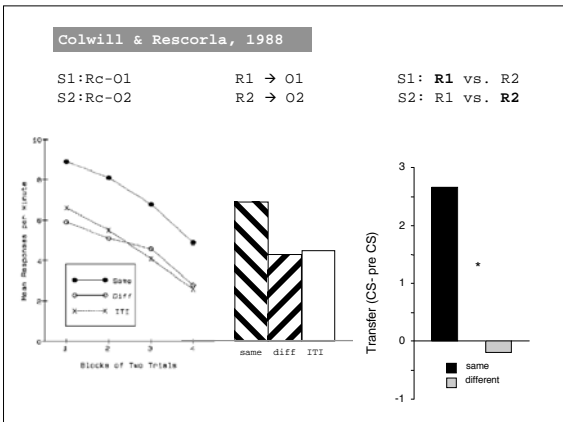 Colwill & Rescorla, 1988
S1:Rc-O1 R1 → O1 S1: R1 vs. R2
S2:Rc-O2 R2 → O2 S2: R1 vs. R2
Mean Responses per Minute
10
8
6
4
2
0
Same
Diff
ITI
1 2 3 4
Blocks of Two Trials
same diff ITI
Transfer (CS- pre CS)
3
2
1
0
-1
*
same
different